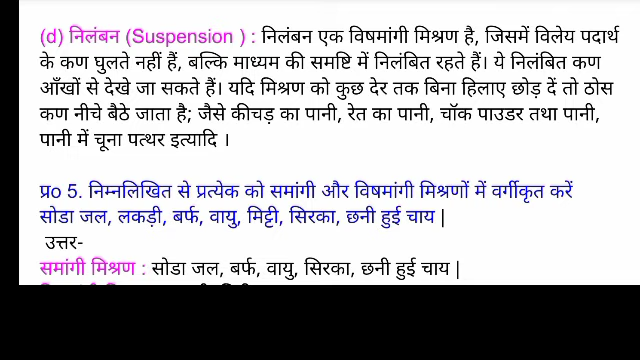 (d) निलंबन (Suspension ) : निलंबन एक विषमांगी मिश्रण है, जिसमें विलेय पदार्थ
के कण घुलते नहीं हैं, बल्कि माध्यम की समष्टि में निलंबित रहते हैं। ये निलंबित कण
आँखों से देखे जा सकते हैं। यदि मिश्रण को कुछ देर तक बिना हिलाए छोड़ दें तो ठोस
कण नीचे बैठे जाता है; जैसे कीचड़ का पानी, रेत का पानी, चॉक पाउडर तथा पानी,
पानी में चूना पत्थर इत्यादि ।
प्रo 5. निम्नलिखित से प्रत्येक को समांगी और विषमांगी मिश्रणों में वर्गीकृत करें
सोडा जल, लकड़ी, बर्फ, वायु, मिट्टी, सिरका, छनी हुई चाय |
उत्तर-
समांगी मिश्रण : सोडा जल, बर्फ, वायु, सिरका, छनी हुई चाय |